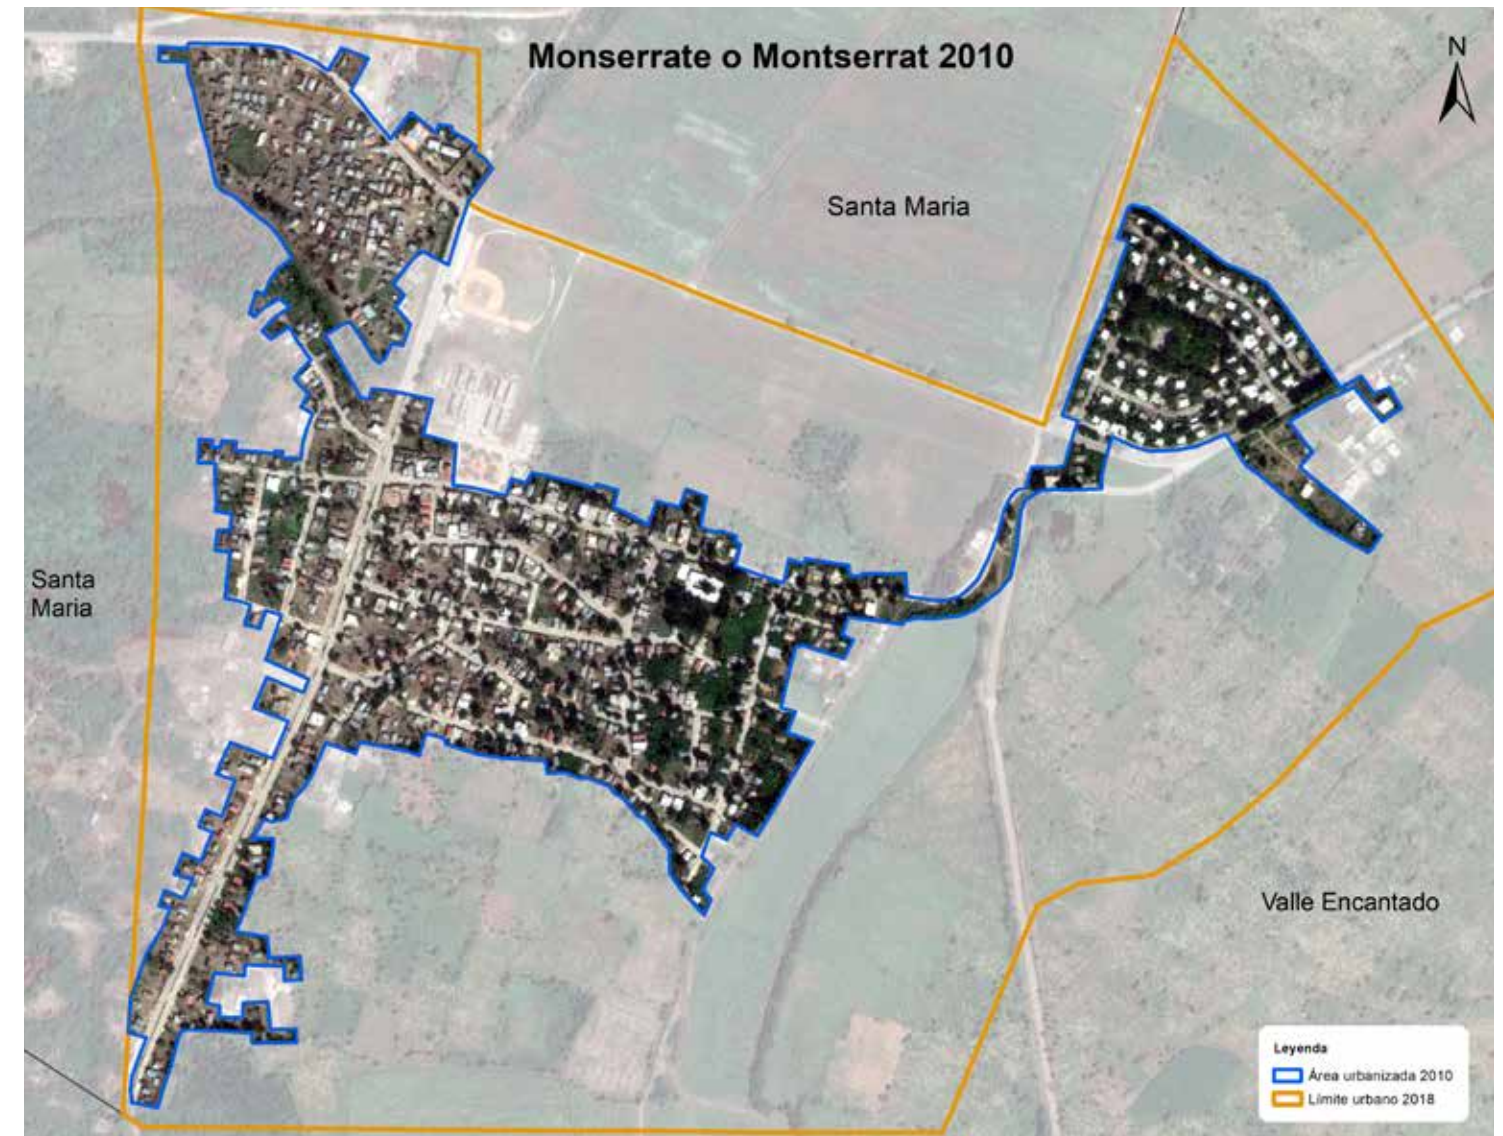 Monserrate o Montserrat 2010
N
Santa Maria
Santa
Maria
Valle Encantado
Leyenda
Área urbanizada 2010
Límite urbano 2018